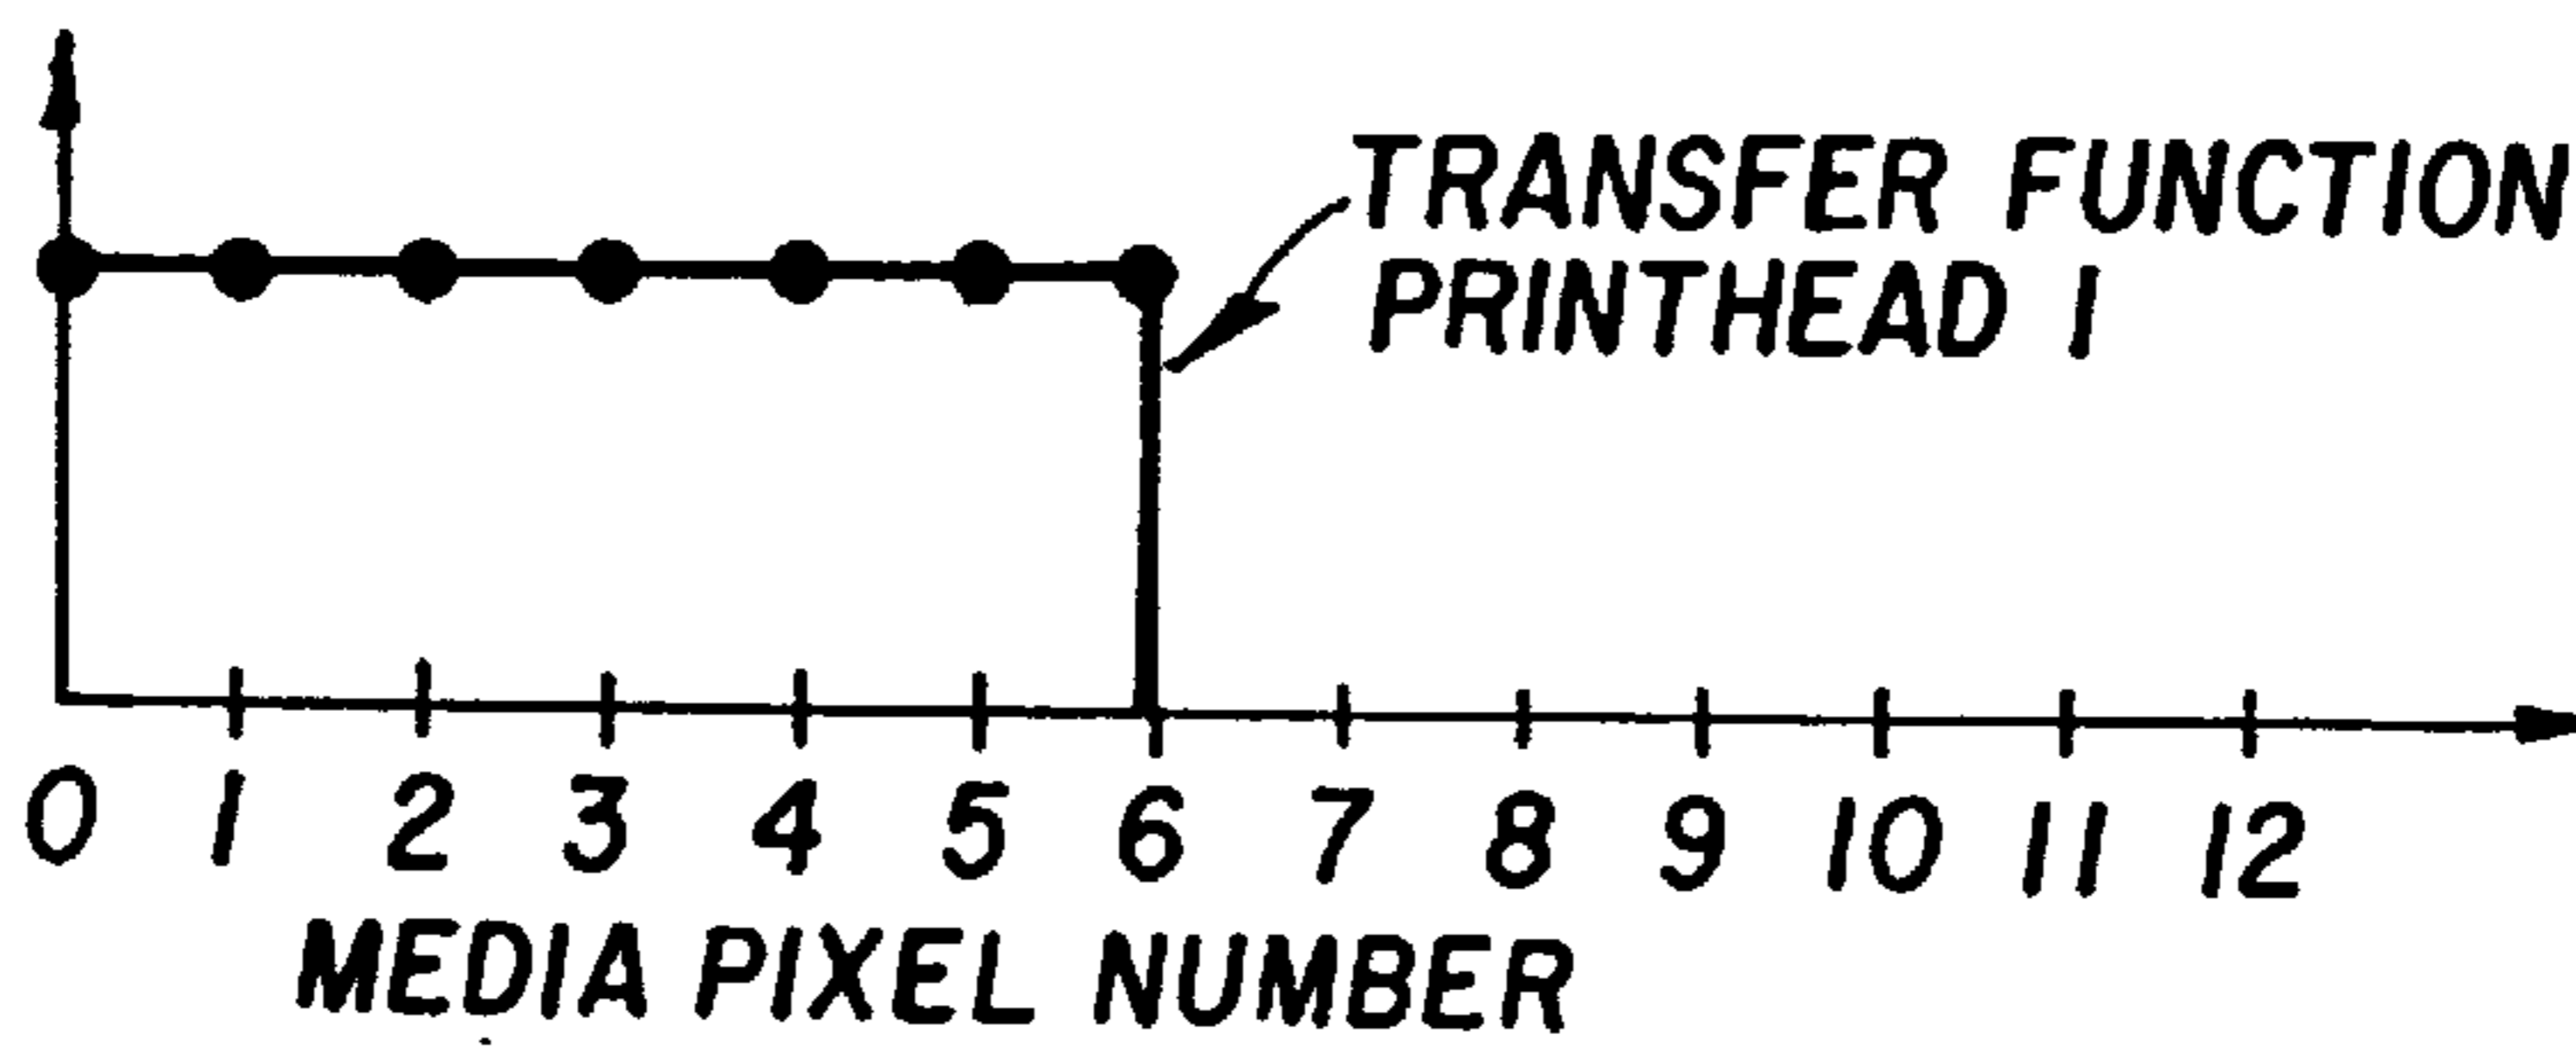 TRANSFER FUNCTION
PRINTHEAD 1
0 1 2 3 4 5 6 7 8 9 10 11 12
MEDIA PIXEL NUMBER